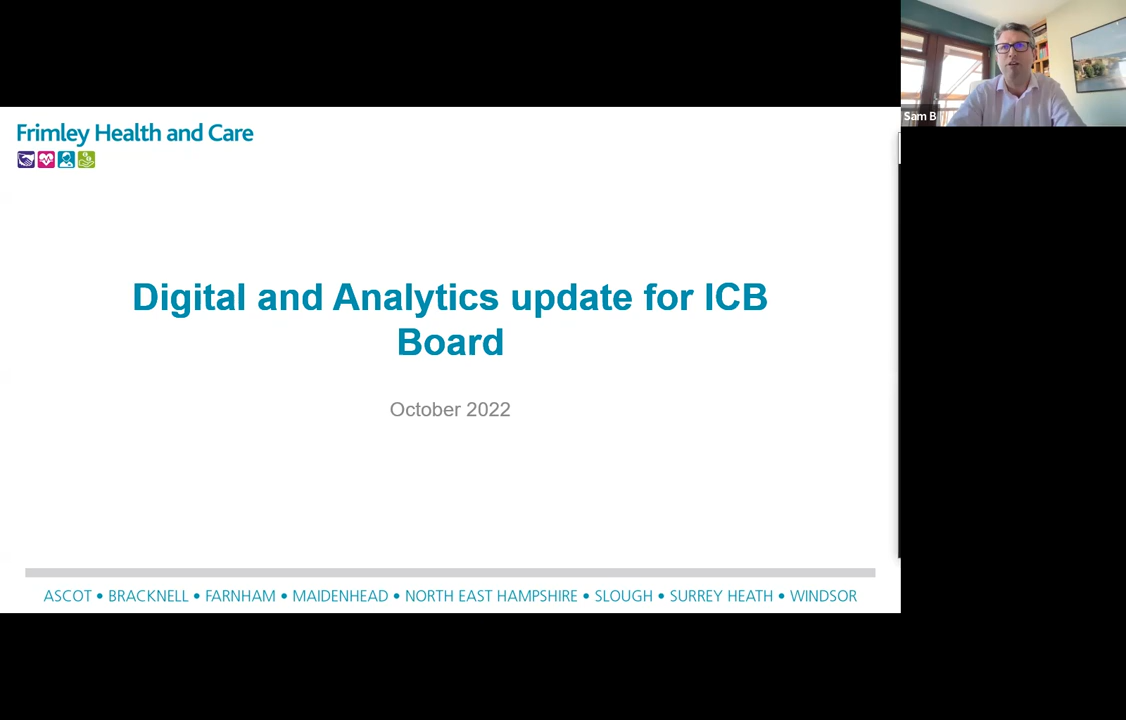 Sam B
Frimley Health and Care
Digital and Analytics update for ICB
Board
October 2022
ASCOT • BRACKNELL • FARNHAM • MAIDENHEAD • NORTH EAST HAMPSHIRE • SLOUGH • SURREY HEATH • WINDSOR